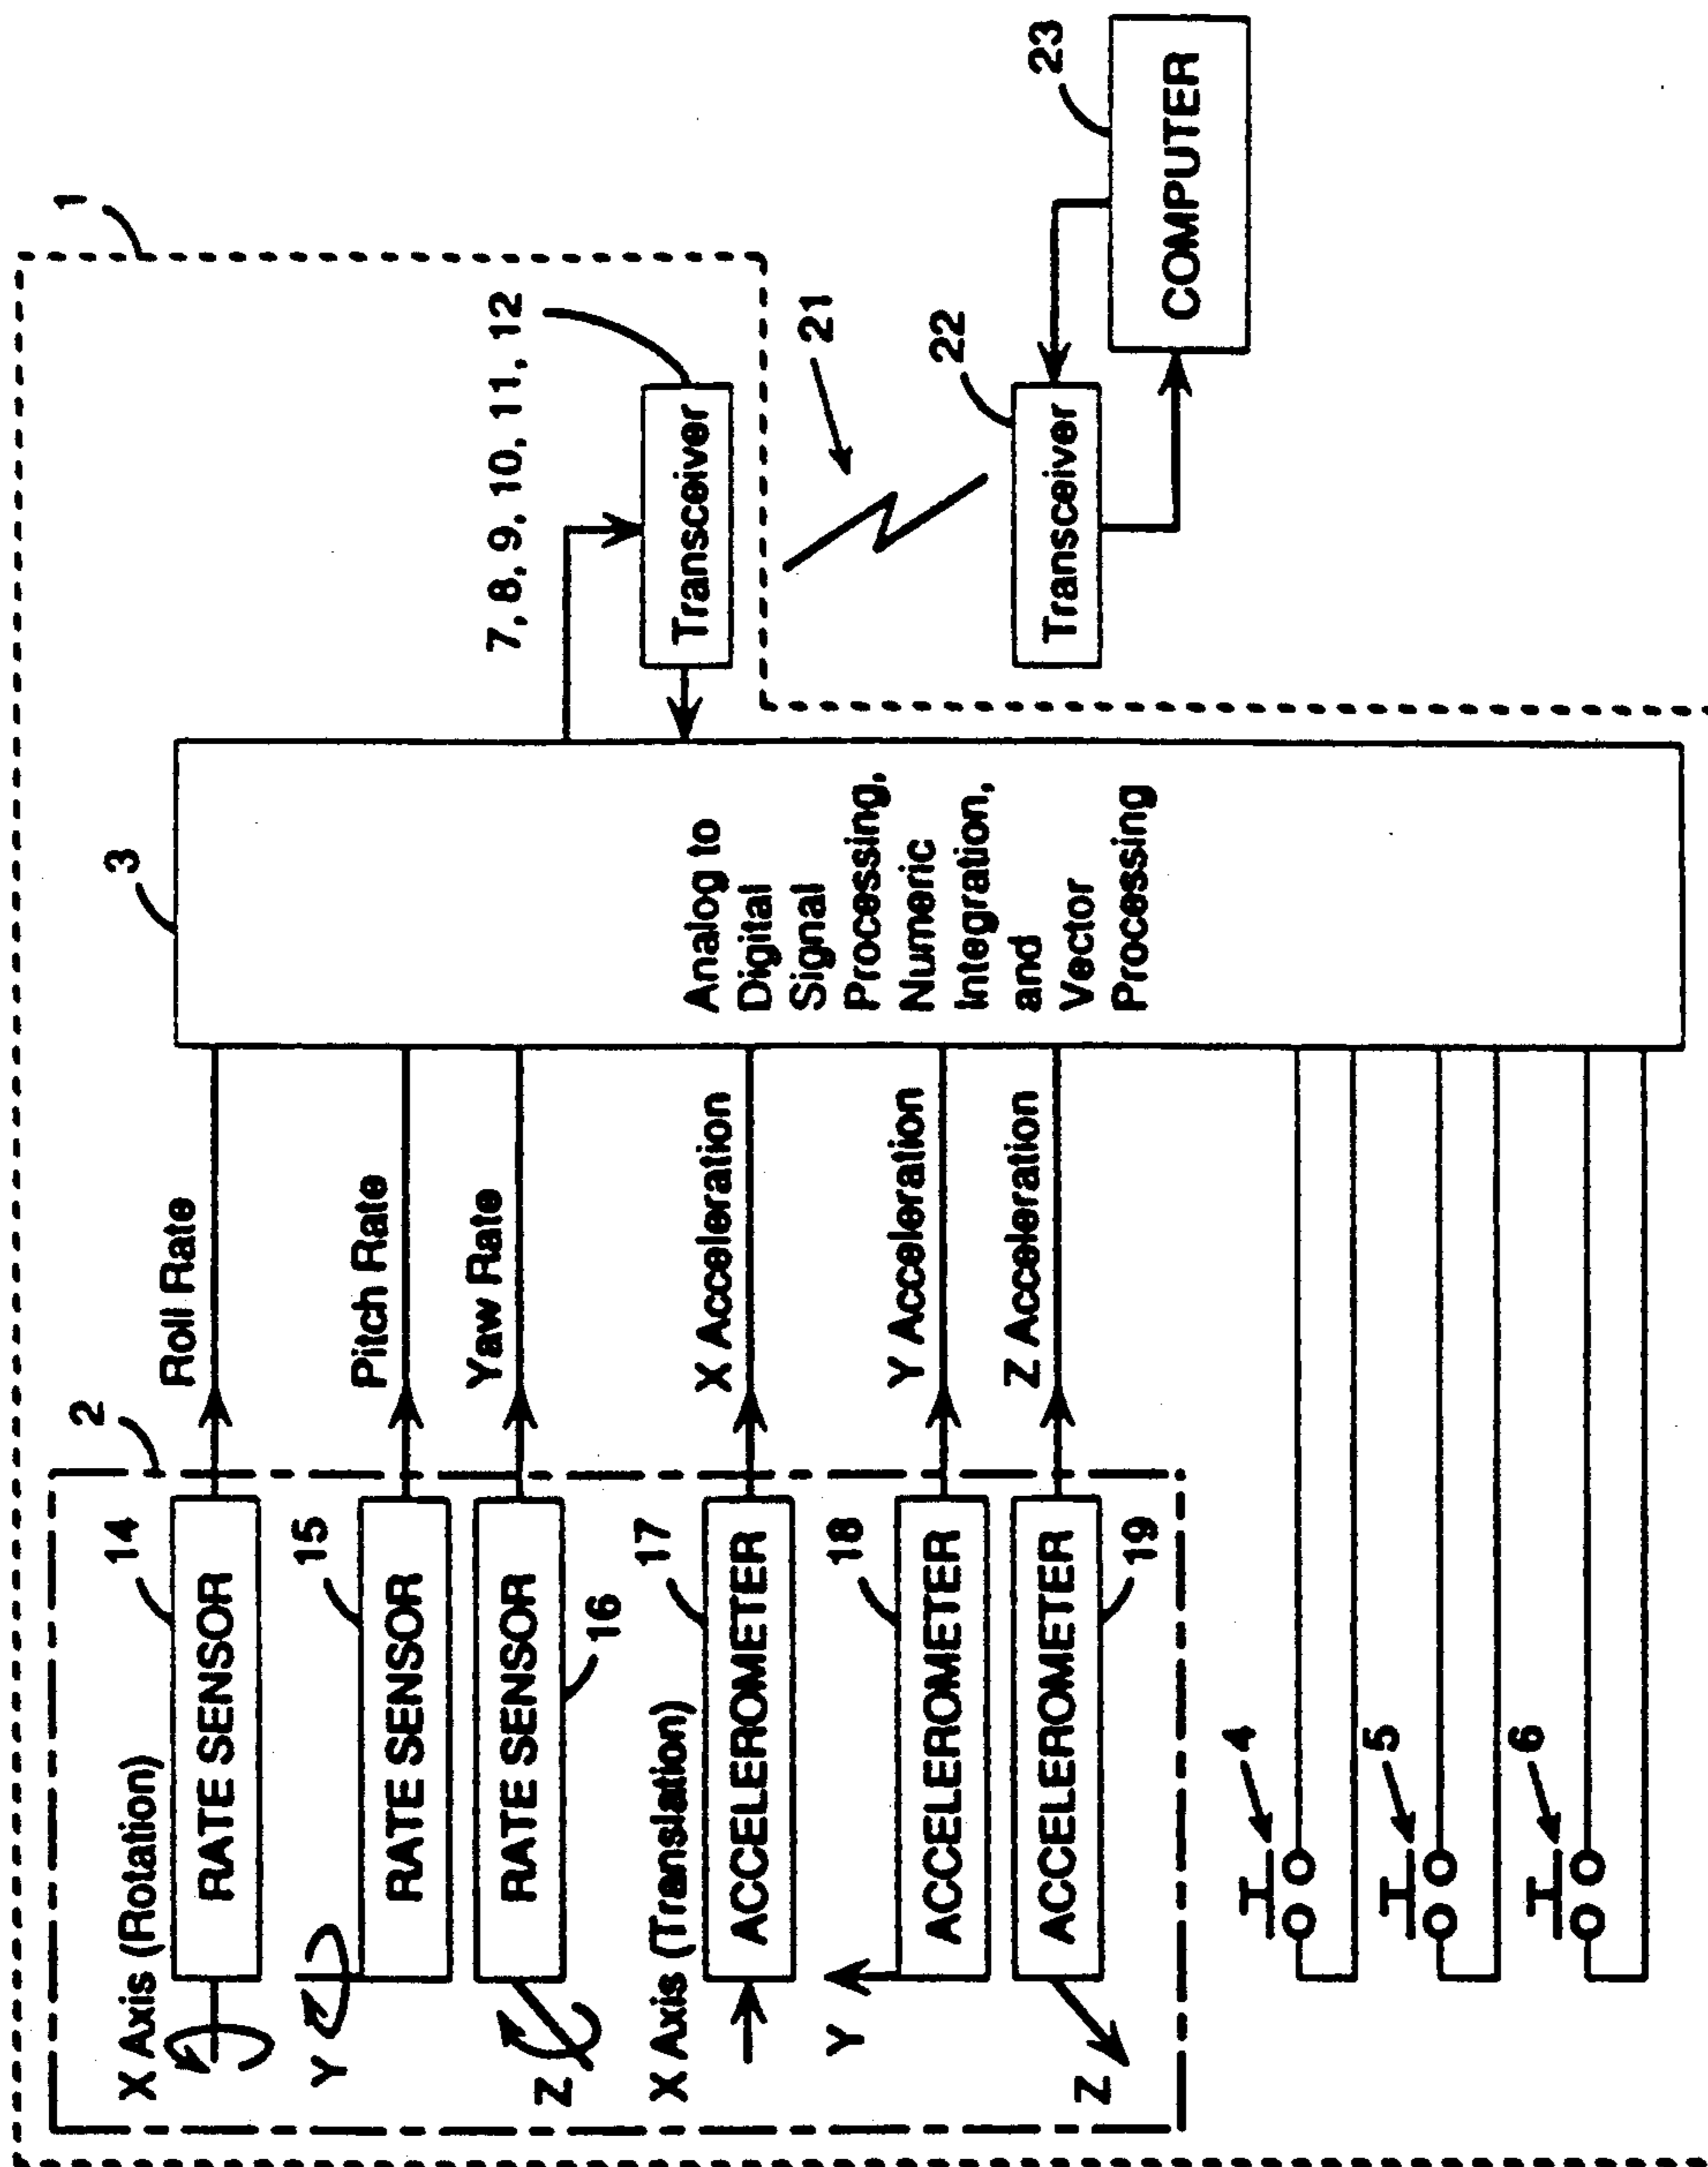 1
2
3
X Axis (Rotation)
14
RATE SENSOR
Roll Rate
Y
15
RATE SENSOR
Pitch Rate
Z
RATE SENSOR
16
Yaw Rate
X Axis (Translation)
17
ACCELEROMETER
X Acceleration
Y
18
ACCELEROMETER
Y Acceleration
Z
ACCELEROMETER
19
Z Acceleration
Analog to
Digital
Signal
Processing,
Numeric
Integration,
and
Vector
Processing
7, 8, 9, 10, 11, 12
Transceiver
21
22
Transceiver
23
COMPUTER
4
5
6